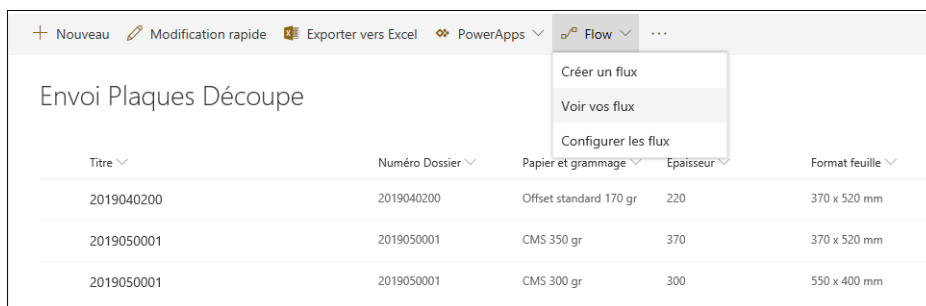 Nouveau Modification rapide Exporter vers Excel PowerApps Flow ...
Créer un flux
Envoi Plaques Découpe
Voir vos flux
Configurer les flux
Titre Numéro Dossier Papier et grammage Epaisseur Format feuille
2019040200 2019040200 Offset standard 170 gr 220 370 x 520 mm
2019050001 2019050001 CMS 350 gr 370 370 x 520 mm
2019050001 2019050001 CMS 300 gr 300 550 x 400 mm